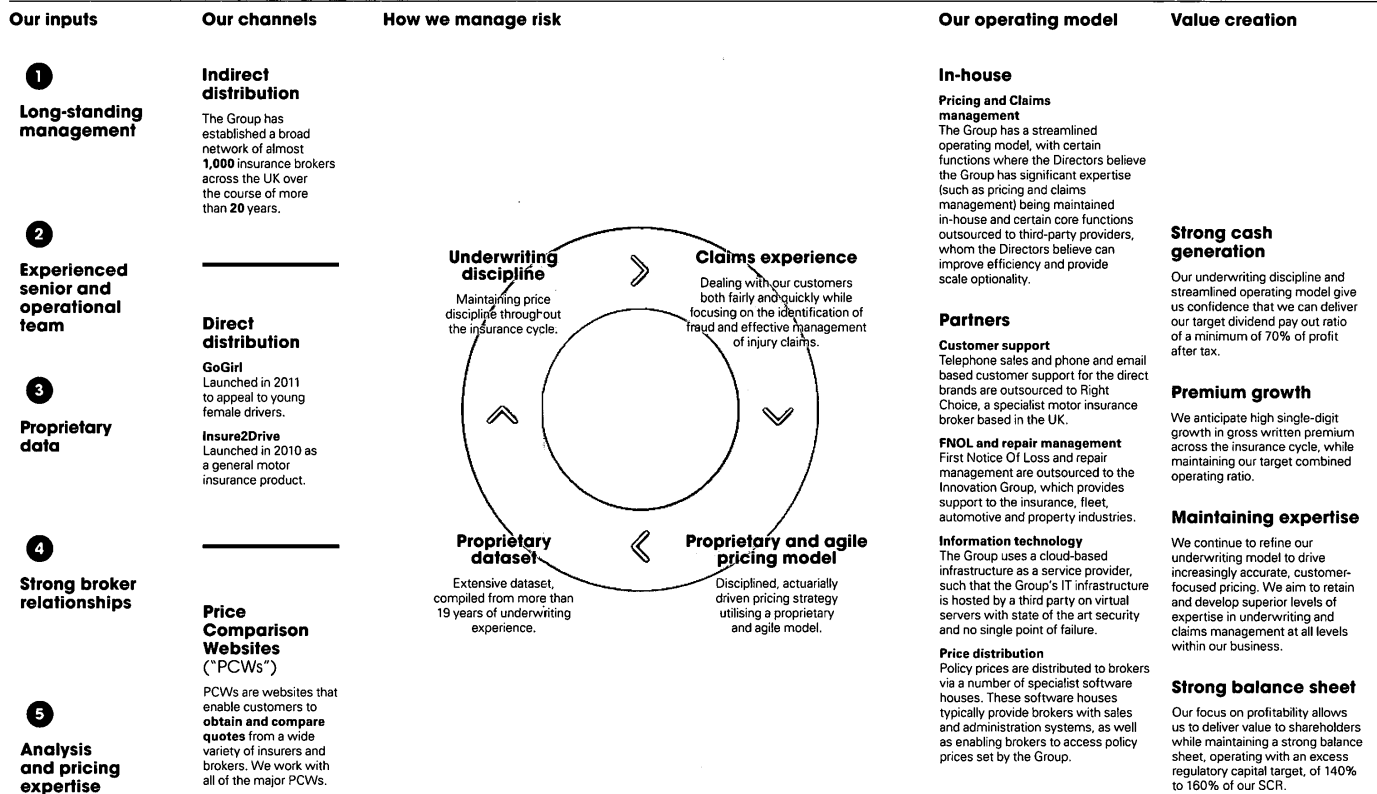 Our inputs
1
Long-standing
management
2
Experienced
senior and
operational
team
3
Proprietary
data
4
Strong broker
relationships
5
Analysis
and pricing
expertise
Our channels
Indirect
distribution
The Group has
established a broad
network of almost
1,000 insurance brokers
across the UK over
the course of more
than 20 years.
Direct
distribution
GoGirl
Launched in 2011
to appeal to young
female drivers.
Insure2Drive
Launched in 2010 as
a general motor
insurance product.
Price
Comparison
Websites
("PCWs")
PCWs are websites that
enable customers to
obtain and compare
quotes from a wide
variety of insurers and
brokers. We work with
all of the major PCWs.
How we manage risk
Underwriting
discipline
Maintaining price
discipline throughout
the insurance cycle.
Claims experience
Dealing with our customers
both fairly and quickly while
focusing on the identification of
fraud and effective management
of injury claims.
Proprietary
dataset
Extensive dataset,
compiled from more than
19 years of underwriting
experience.
Proprietary and agile
pricing model
Disciplined, actuarially
driven pricing strategy
utilising a proprietary
and agile model.
Our operating model
In-house
Pricing and Claims
management
The Group has a streamlined
operating model, with certain
functions where the Directors believe
the Group has significant expertise
(such as pricing and claims
management) being maintained
in-house and certain core functions
outsourced to third-party providers,
whom the Directors believe can
improve efficiency and provide
scale optionality.
Partners
Customer support
Telephone sales and phone and email
based customer support for the direct
brands are outsourced to Right
Choice, a specialist motor insurance
broker based in the UK.
FNOL and repair management
First Notice Of Loss and repair
management are outsourced to the
Innovation Group, which provides
support to the insurance, fleet,
automotive and property industries.
Information technology
The Group uses a cloud-based
infrastructure as a service provider,
such that the Group's IT infrastructure
is hosted by a third party on virtual
servers with state of the art security
and no single point of failure.
Price distribution
Policy prices are distributed to brokers
via a number of specialist software
houses. These software houses
typically provide brokers with sales
and administration systems, as well
as enabling brokers to access policy
prices set by the Group.
Value creation
Strong cash
generation
Our underwriting discipline and
streamlined operating model give
us confidence that we can deliver
our target dividend pay out ratio
of a minimum of 70% of profit
after tax.
Premium growth
We anticipate high single-digit
growth in gross written premium
across the insurance cycle, while
maintaining our target combined
operating ratio.
Maintaining expertise
We continue to refine our
underwriting model to drive
increasingly accurate, customer-
focused pricing. We aim to retain
and develop superior levels of
expertise in underwriting and
claims management at all levels
within our business.
Strong balance sheet
Our focus on profitability allows
us to deliver value to shareholders
while maintaining a strong balance
sheet, operating with an excess
regulatory capital target, of 140%
to 160% of our SCR.